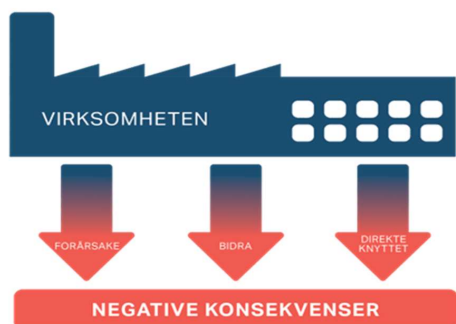 VIRKSOMHETEN
FORÅRSAKE
BIDRA
DIREKTE
KNYTTET
NEGATIVE KONSEKVENSER